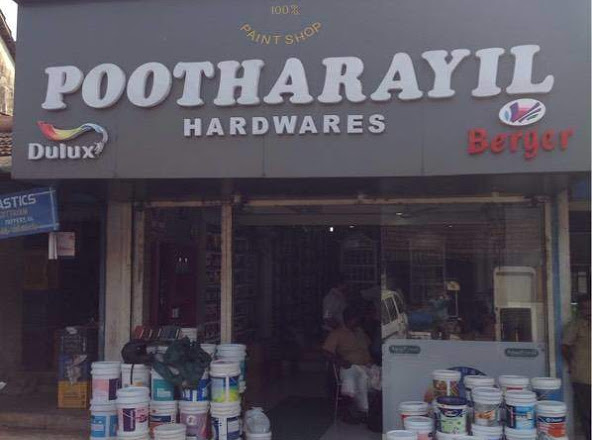 100%
PAINT SHOP
POOTHARAYIL
HARDWARES
Dulux
Berger
ASTICS